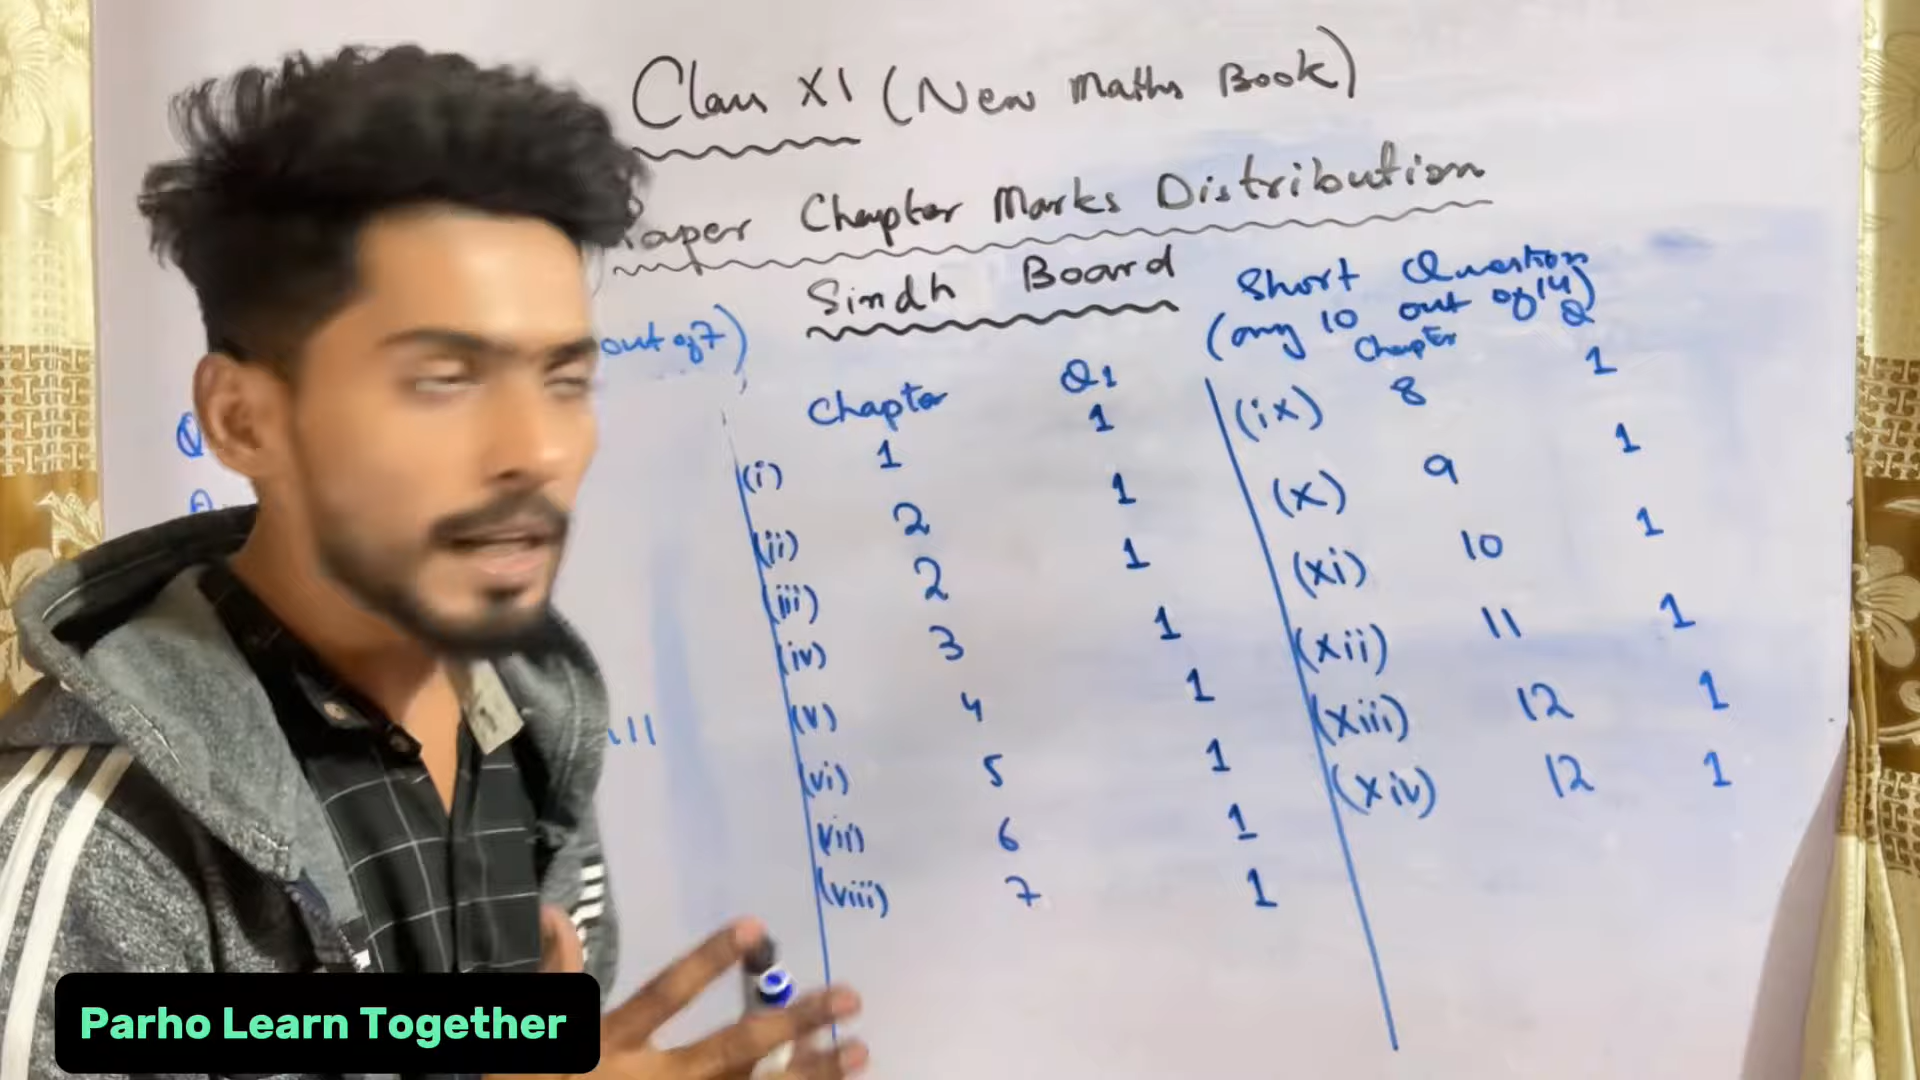 Class XI (New Maths Book)
Paper Chapter Marks Distribution
Sindh Board
out of 7)
Short Question
(any 10 out of 14)
Chapter Q1
Chapter Q
(i) 1 1
(ii) 2 1
(iii) 2 1
(iv) 3 1
(v) 4 1
(vi) 5 1
(vii) 6 1
(viii) 7 1
(ix) 8 1
(x) 9 1
(xi) 10 1
(xii) 11 1
(xiii) 12 1
(xiv) 12 1
Parho Learn Together